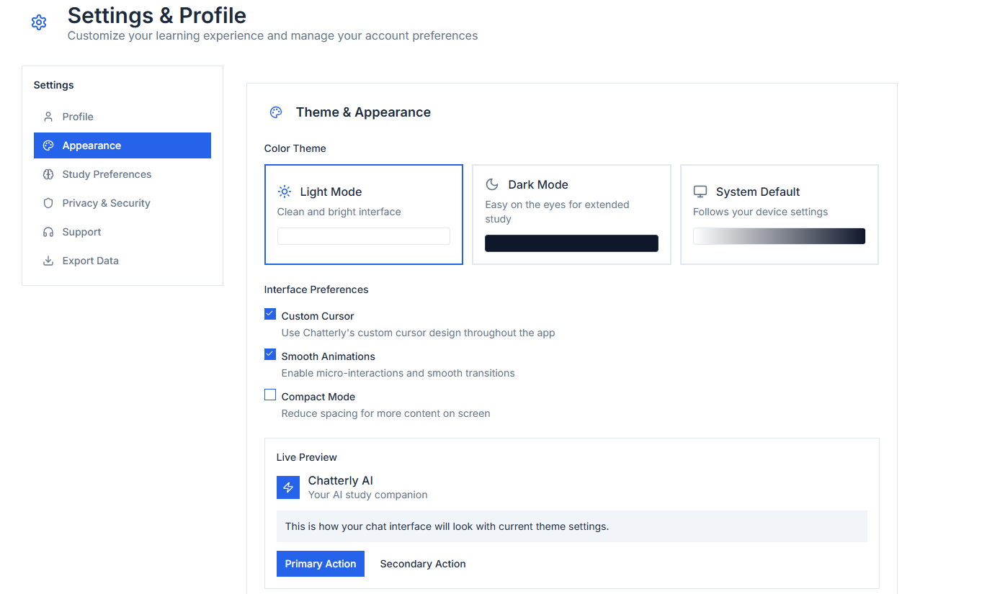 Settings & Profile
Customize your learning experience and manage your account preferences
Settings
Profile
Appearance
Study Preferences
Privacy & Security
Support
Export Data
Theme & Appearance
Color Theme
Light Mode
Clean and bright interface
Dark Mode
Easy on the eyes for extended
study
System Default
Follows your device settings
Interface Preferences
Custom Cursor
Use Chatterly's custom cursor design throughout the app
Smooth Animations
Enable micro-interactions and smooth transitions
Compact Mode
Reduce spacing for more content on screen
Live Preview
Chatterly AI
Your AI study companion
This is how your chat interface will look with current theme settings.
Primary Action
Secondary Action